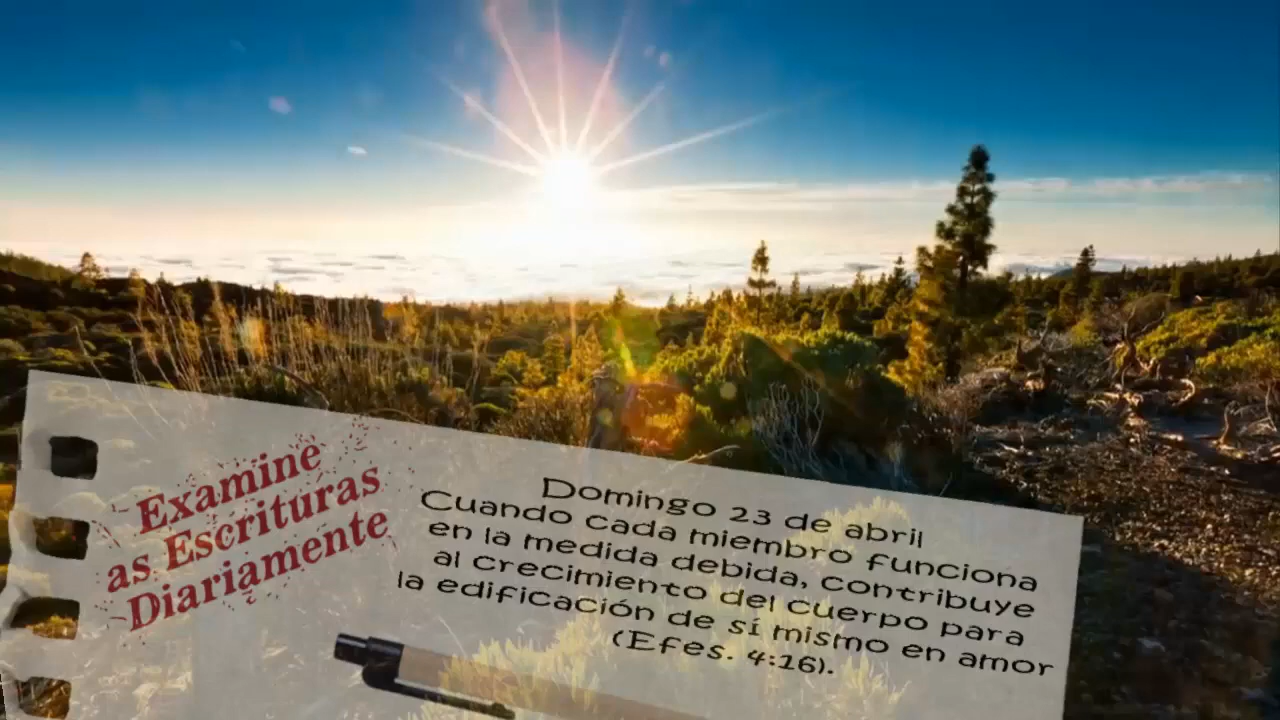 Examine
as Escrituras
Diariamente
Domingo 23 de abril
Cuando cada miembro funciona
en la medida debida, contribuye
al crecimiento del cuerpo para
la edificación de sí mismo en amor
(Efes. 4:16).